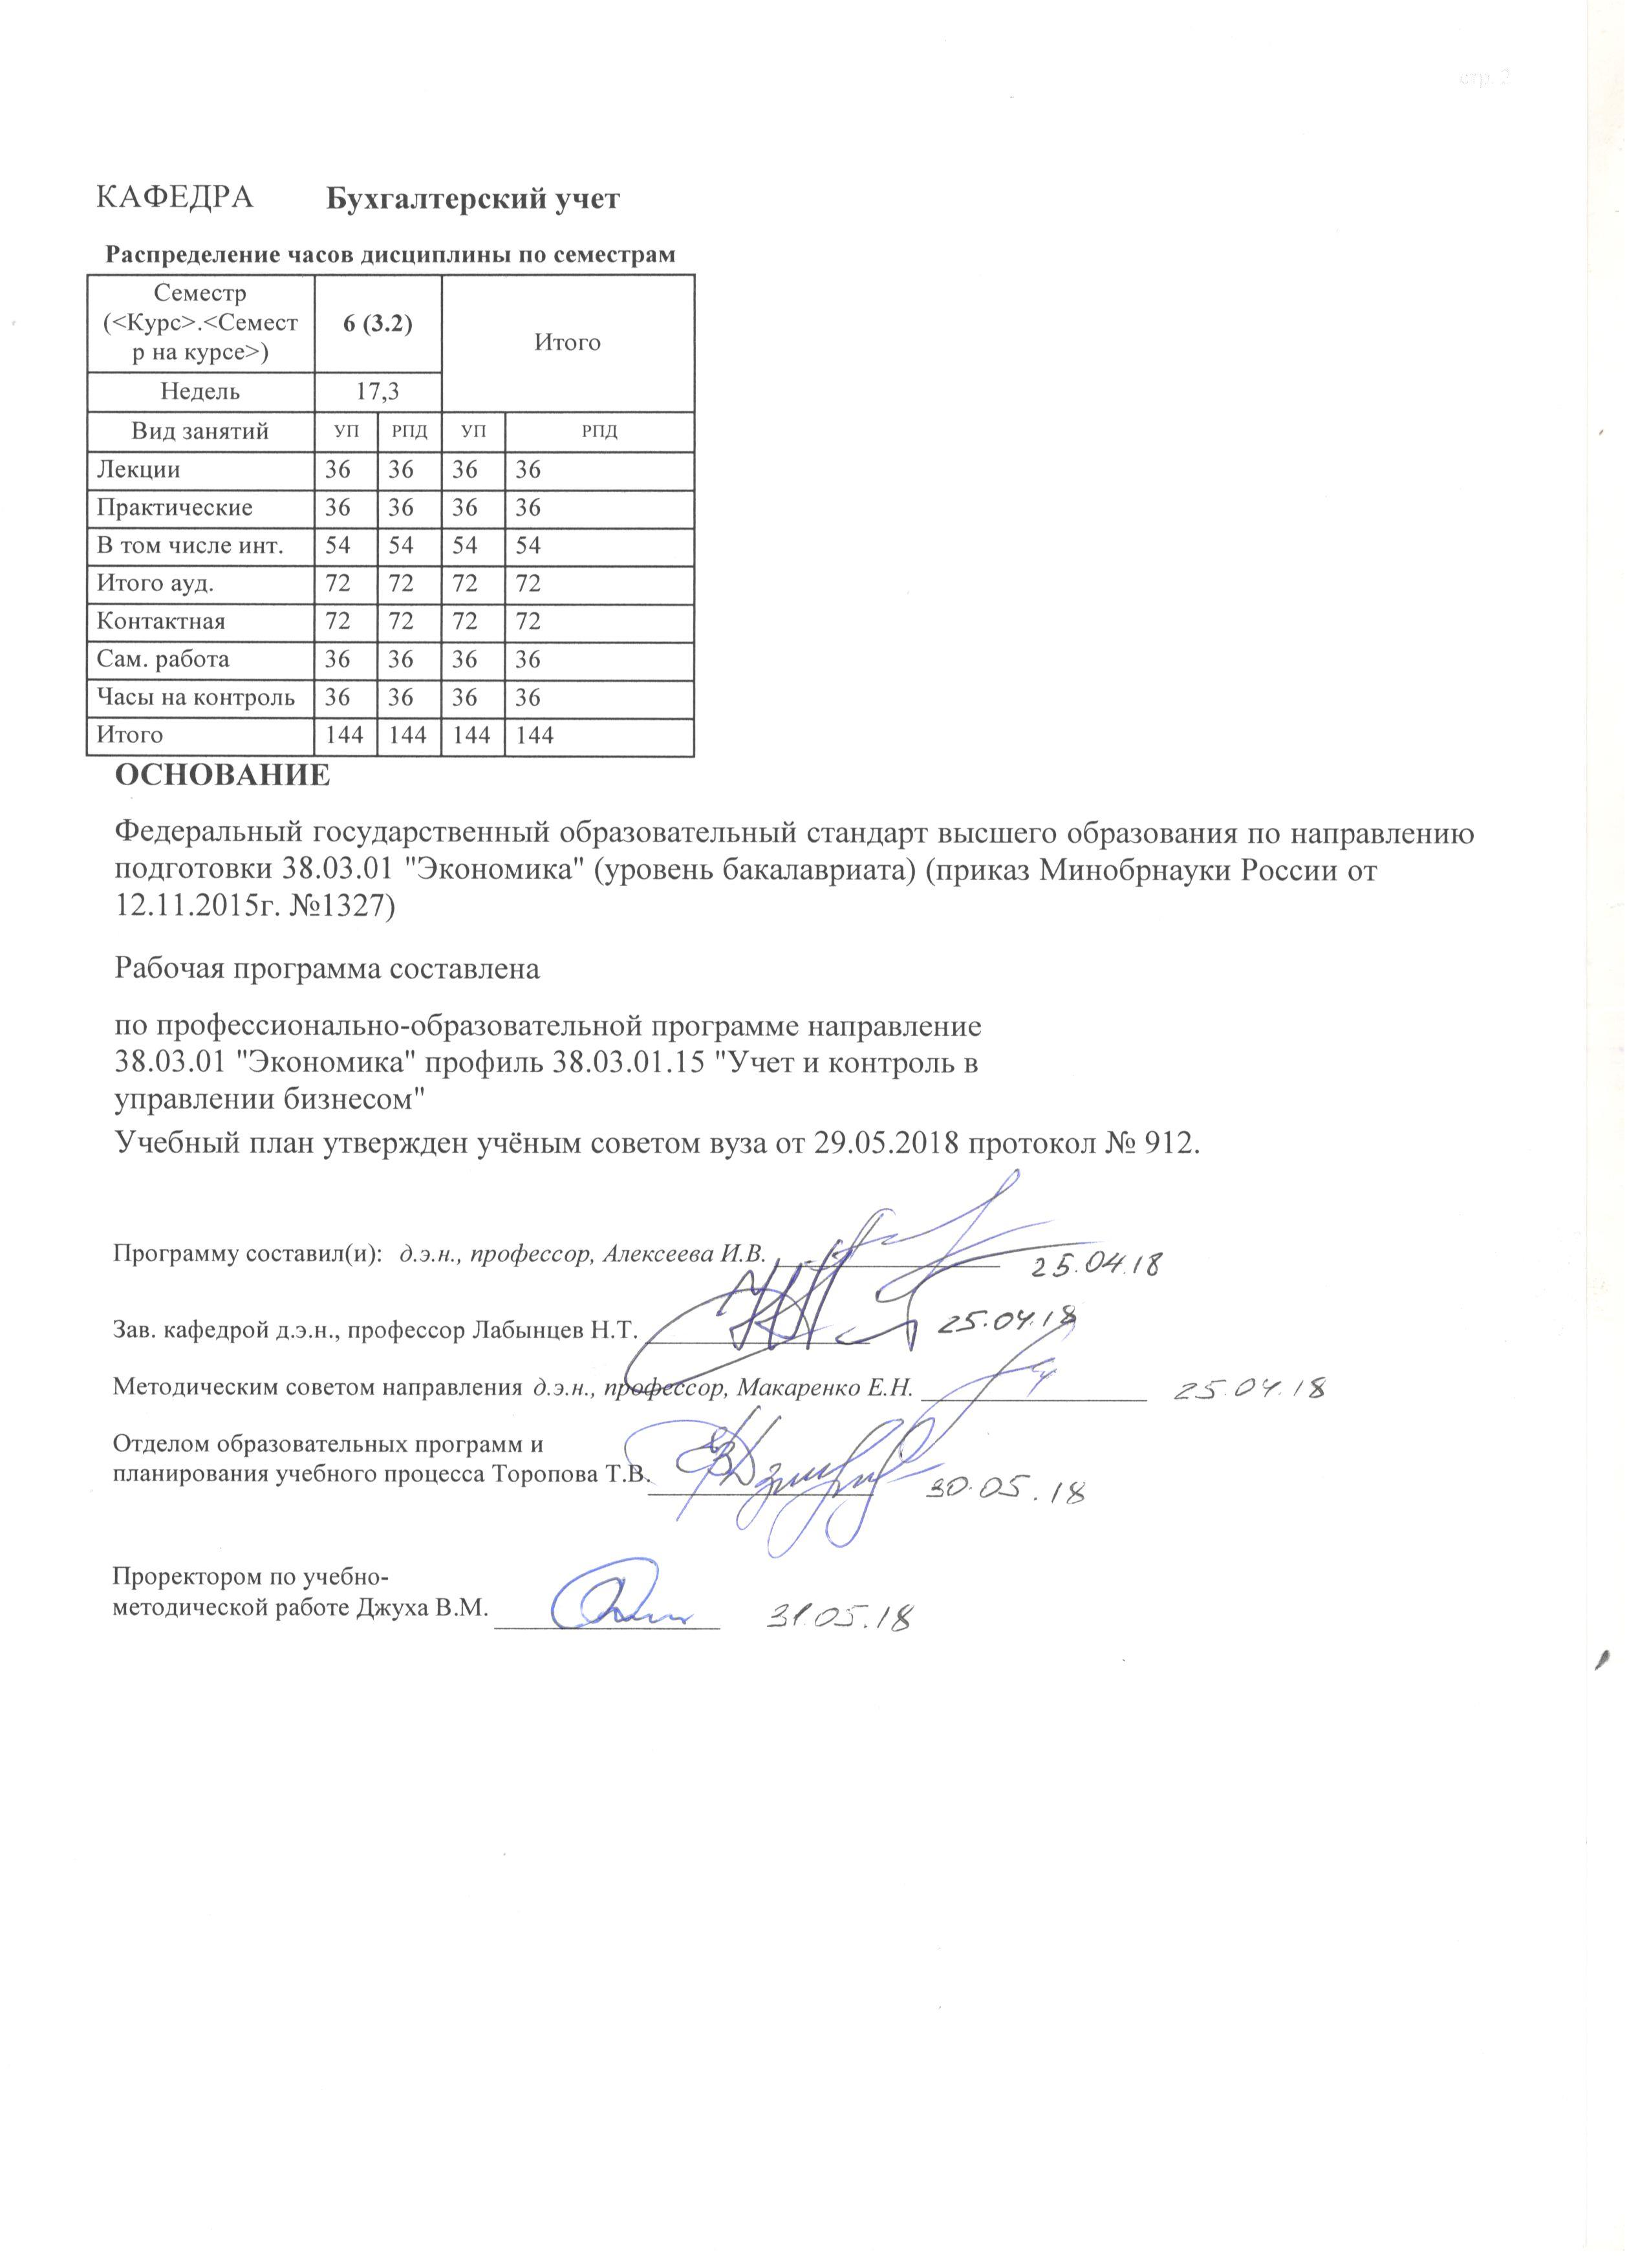 стр. 2
КАФЕДРА Бухгалтерский учет
Распределение часов дисциплины по семестрам
Семестр (<Курс>.<Семест р на курсе>) 6 (3.2) Итого
Недель 17,3
Вид занятий УП РПД УП РПД
Лекции 36 36 36 36
Практические 36 36 36 36
В том числе инт. 54 54 54 54
Итого ауд. 72 72 72 72
Контактная 72 72 72 72
Сам. работа 36 36 36 36
Часы на контроль 36 36 36 36
Итого 144 144 144 144
ОСНОВАНИЕ
Федеральный государственный образовательный стандарт высшего образования по направлению
подготовки 38.03.01 "Экономика" (уровень бакалавриата) (приказ Минобрнауки России от
12.11.2015г. №1327)
Рабочая программа составлена
по профессионально-образовательной программе направление
38.03.01 "Экономика" профиль 38.03.01.15 "Учет и контроль в
управлении бизнесом"
Учебный план утвержден учёным советом вуза от 29.05.2018 протокол № 912.
Программу составил(и): д.э.н., профессор, Алексеева И.В. 25.04.18
Зав. кафедрой д.э.н., профессор Лабынцев Н.Т. 25.04.18
Методическим советом направления д.э.н., профессор, Макаренко Е.Н. 25.04.18
Отделом образовательных программ и
планирования учебного процесса Торопова Т.В. 30.05.18
Проректором по учебно-
методической работе Джуха В.М. 31.05.18